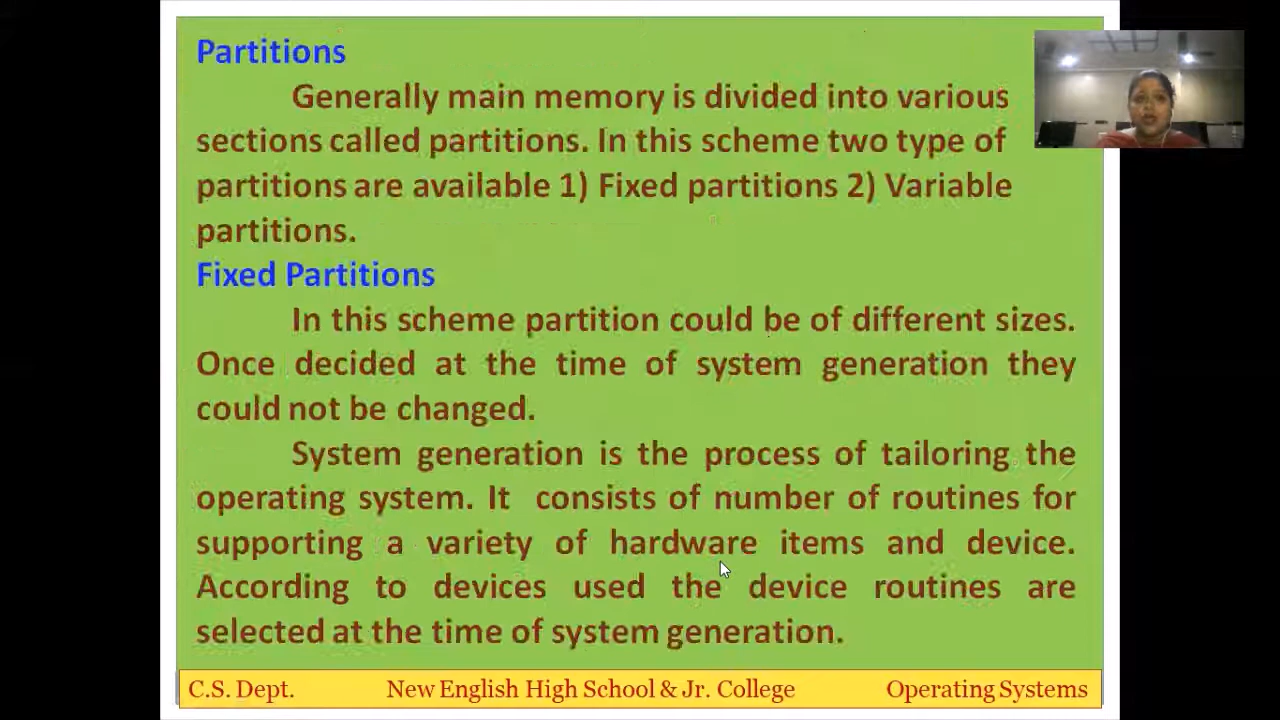 Partitions
Generally main memory is divided into various
sections called partitions. In this scheme two type of
partitions are available 1) Fixed partitions 2) Variable
partitions.
Fixed Partitions
In this scheme partition could be of different sizes.
Once decided at the time of system generation they
could not be changed.
System generation is the process of tailoring the
operating system. It consists of number of routines for
supporting a variety of hardware items and device.
According to devices used the device routines are
selected at the time of system generation.
C.S. Dept. New English High School & Jr. College Operating Systems